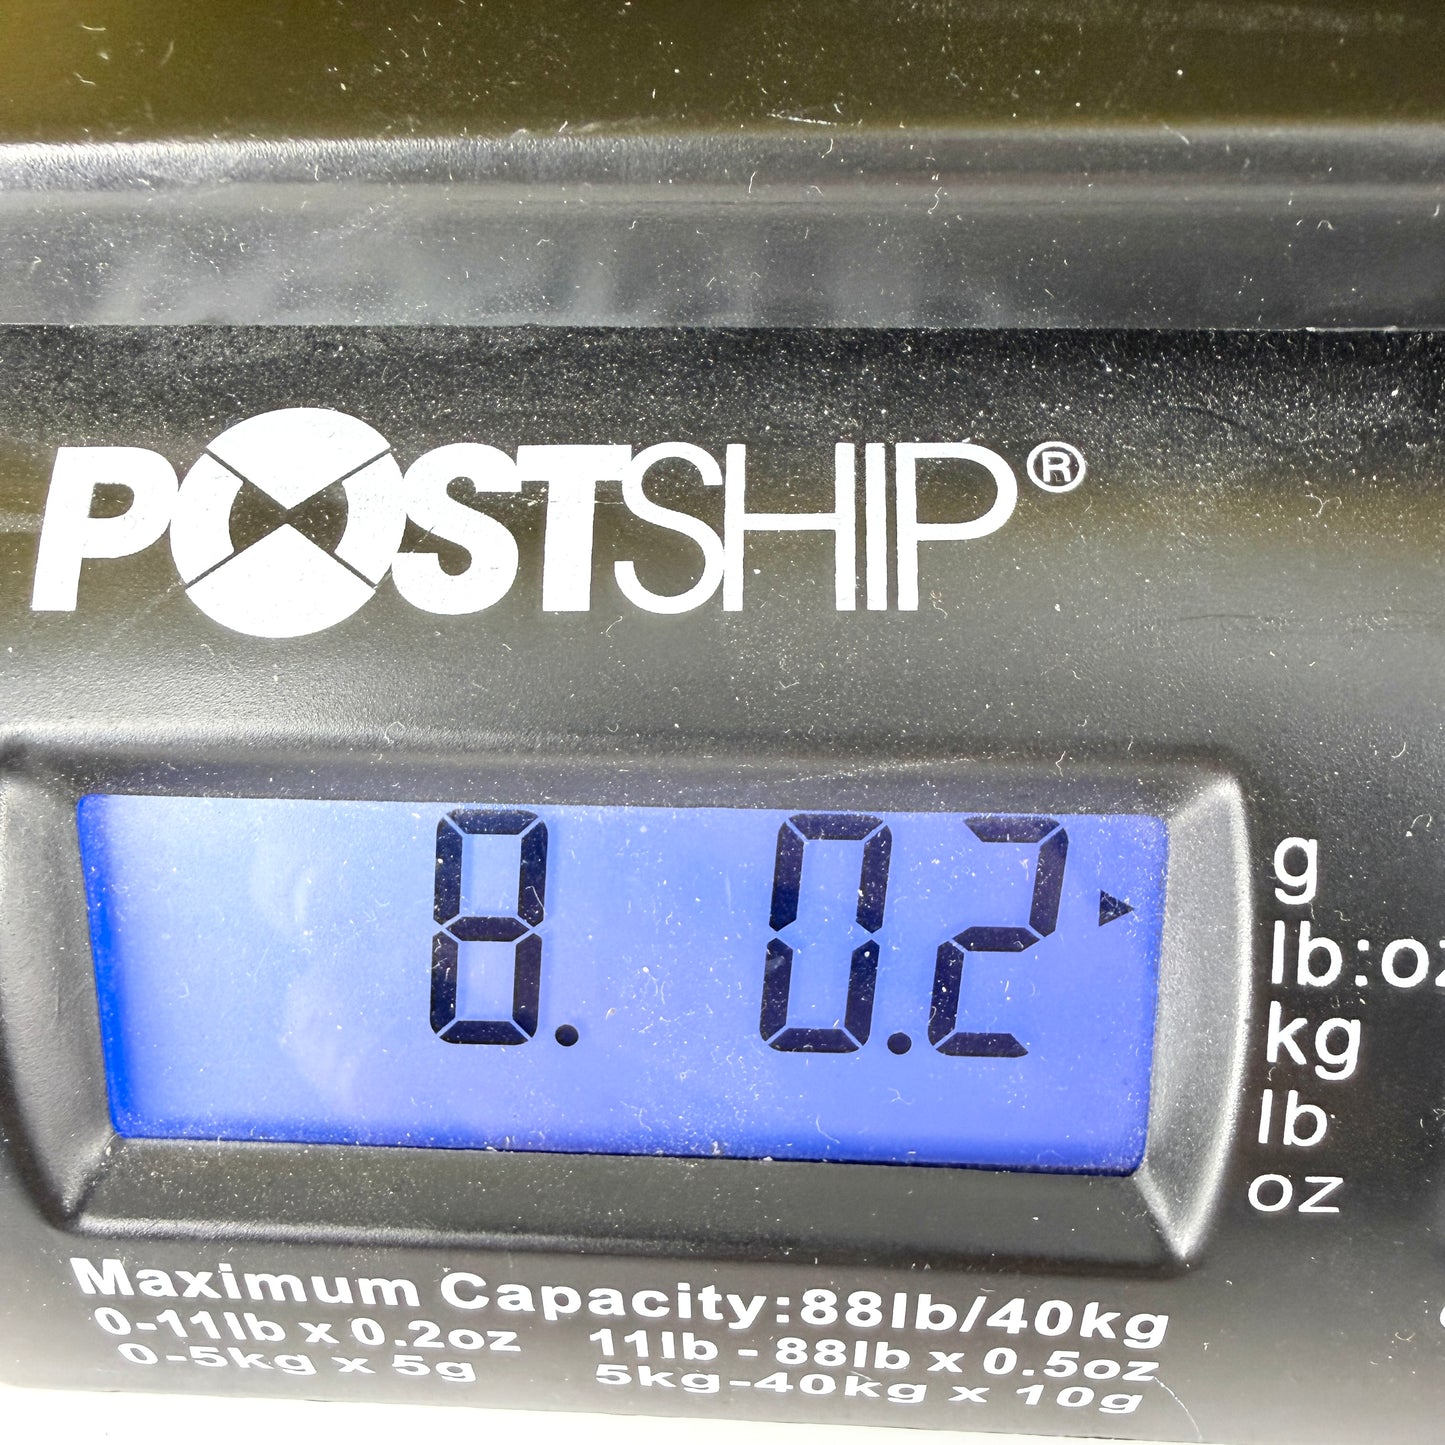 POSTSHIP®
8. 0.2
g
lb:oz
kg
lb
oz
Maximum Capacity:88lb/40kg
0-11lb x 0.2oz 11lb - 88lb x 0.5oz
0-5kg x 5g 5kg-40kg x 10g